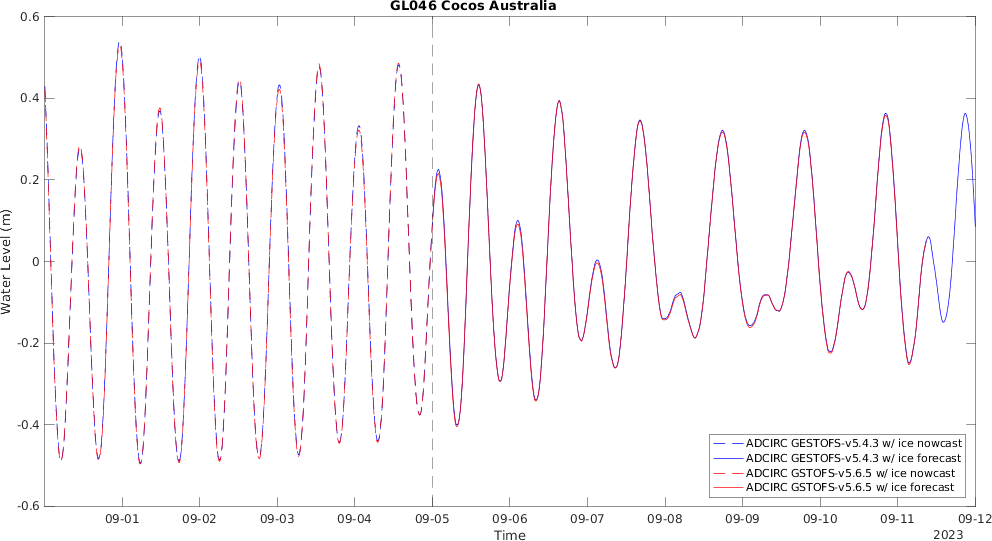 GL046 Cocos Australia
0.6
0.4
0.2
0
-0.2
-0.4
-0.6
Water Level (m)
ADCIRC GESTOFS-v5.4.3 w/ ice nowcast
ADCIRC GESTOFS-v5.4.3 w/ ice forecast
ADCIRC GSTOFS-v5.6.5 w/ ice nowcast
ADCIRC GSTOFS-v5.6.5 w/ ice forecast
09-01 09-02 09-03 09-04 09-05 09-06 09-07 09-08 09-09 09-10 09-11 09-12
Time
2023